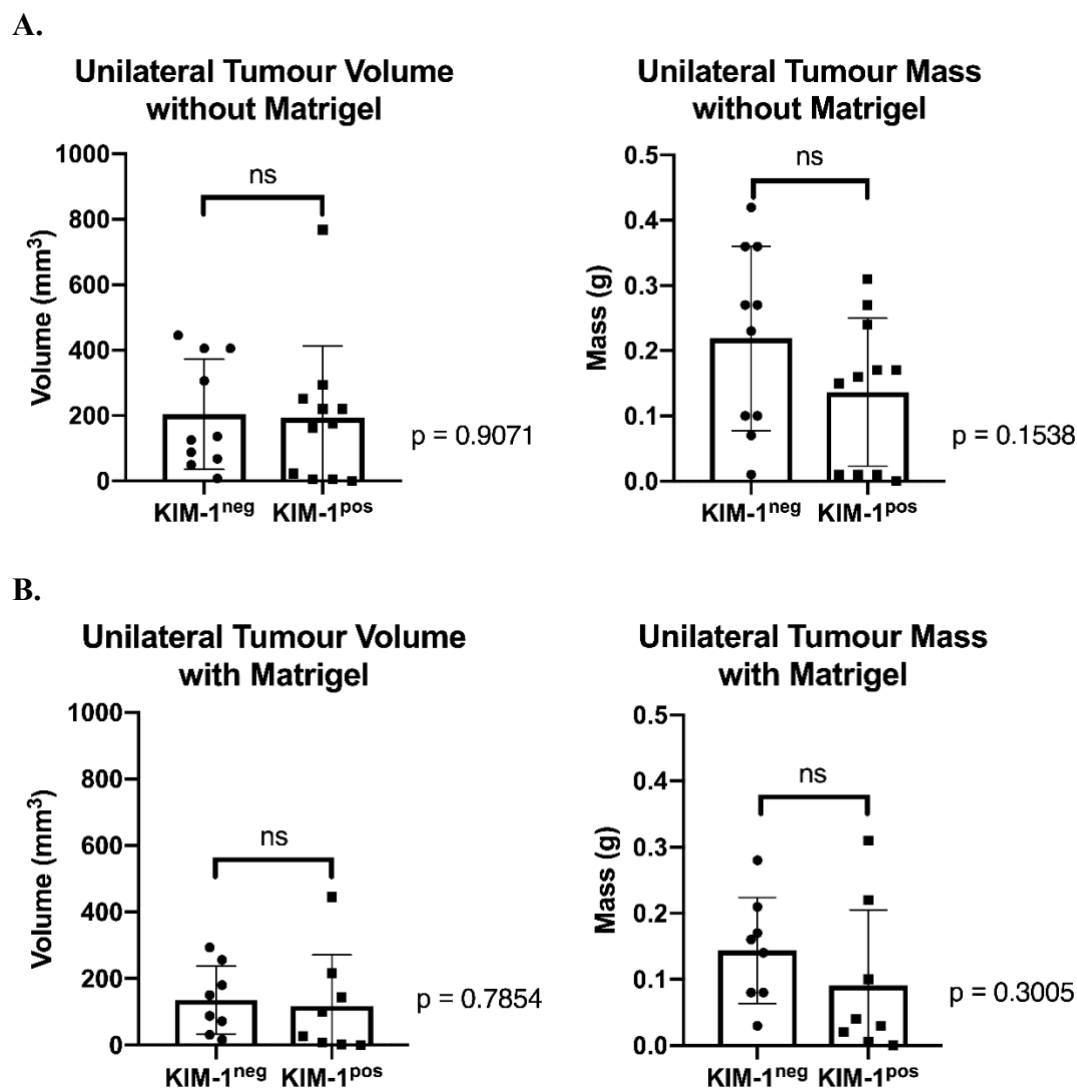 A.
Unilateral Tumour Volume
without Matrigel
1000
800
600
400
200
0
Volume (mm³)
ns
p = 0.9071
KIM-1ⁿᵉᵍ KIM-1ᵖᵒˢ
Unilateral Tumour Mass
without Matrigel
0.5
0.4
0.3
0.2
0.1
0.0
Mass (g)
ns
p = 0.1538
KIM-1ⁿᵉᵍ KIM-1ᵖᵒˢ
B.
Unilateral Tumour Volume
with Matrigel
1000
800
600
400
200
0
Volume (mm³)
ns
p = 0.7854
KIM-1ⁿᵉᵍ KIM-1ᵖᵒˢ
Unilateral Tumour Mass
with Matrigel
0.5
0.4
0.3
0.2
0.1
0.0
Mass (g)
ns
p = 0.3005
KIM-1ⁿᵉᵍ KIM-1ᵖᵒˢ